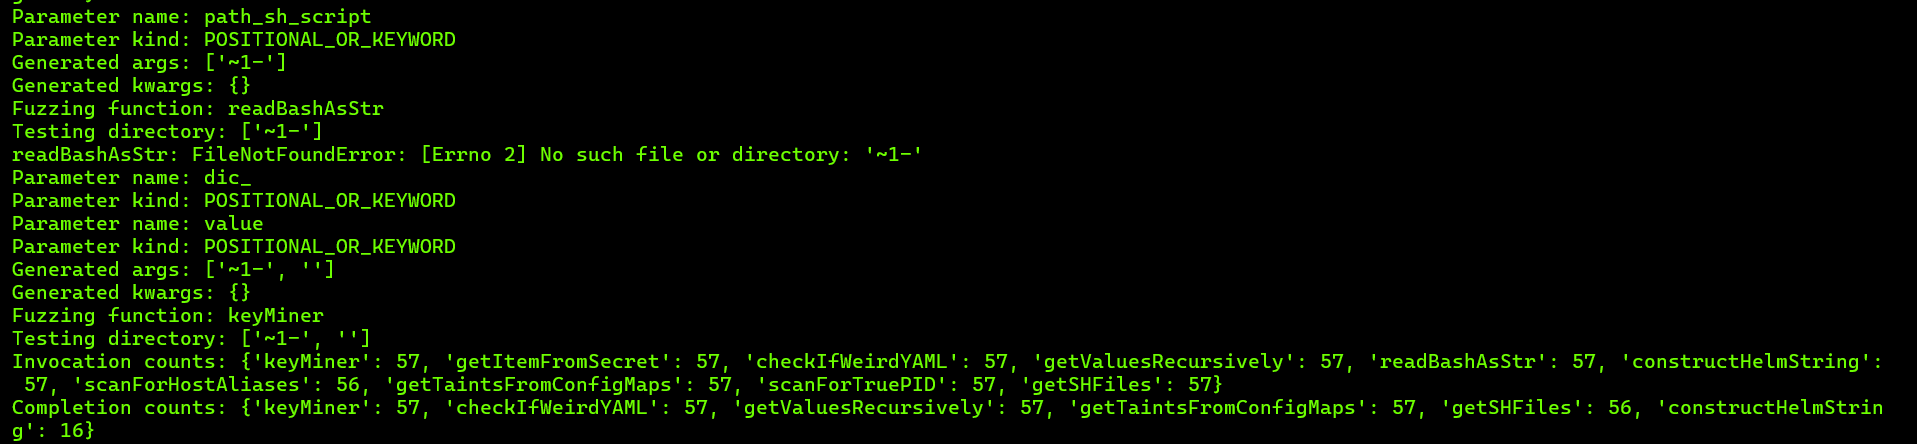 Parameter name: path_sh_script
Parameter kind: POSITIONAL_OR_KEYWORD
Generated args: ['~1-']
Generated kwargs: {}
Fuzzing function: readBashAsStr
Testing directory: ['~1-']
readBashAsStr: FileNotFoundError: [Errno 2] No such file or directory: '~1-'
Parameter name: dic_
Parameter kind: POSITIONAL_OR_KEYWORD
Parameter name: value
Parameter kind: POSITIONAL_OR_KEYWORD
Generated args: ['~1-', '']
Generated kwargs: {}
Fuzzing function: keyMiner
Testing directory: ['~1-', '']
Invocation counts: {'keyMiner': 57, 'getItemFromSecret': 57, 'checkIfWeirdYAML': 57, 'getValuesRecursively': 57, 'readBashAsStr': 57, 'constructHelmString':
 57, 'scanForHostAliases': 56, 'getTaintsFromConfigMaps': 57, 'scanForTruePID': 57, 'getSHFiles': 57}
Completion counts: {'keyMiner': 57, 'checkIfWeirdYAML': 57, 'getValuesRecursively': 57, 'getTaintsFromConfigMaps': 57, 'getSHFiles': 56, 'constructHelmStrin
g': 16}